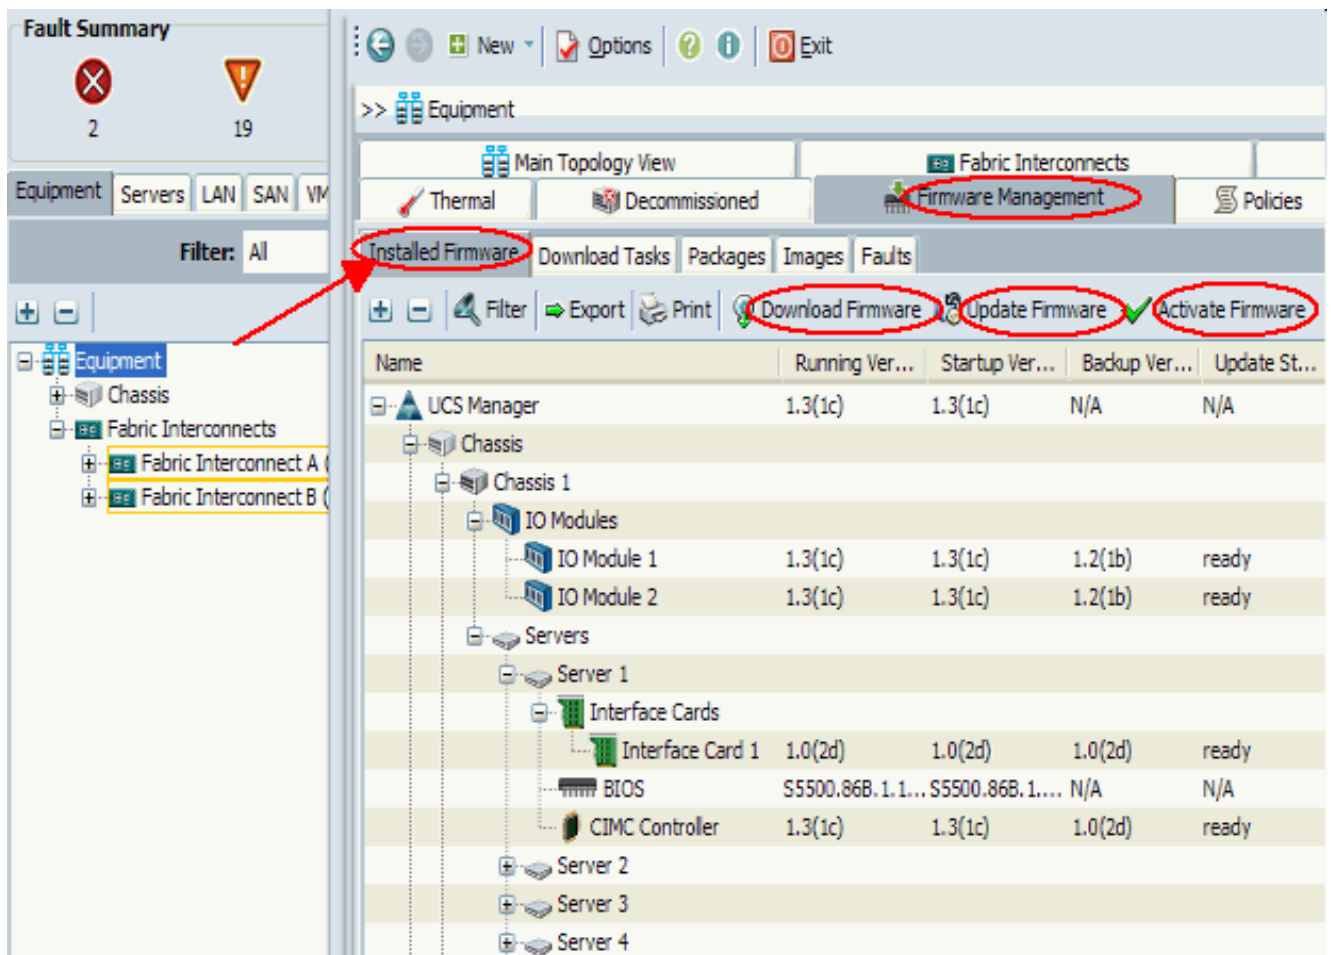 Fault Summary
2 19
Equipment Servers LAN SAN VM
Filter: All
Equipment
Chassis
Fabric Interconnects
Fabric Interconnect A (
Fabric Interconnect B (
New Options Exit
>> Equipment
Main Topology View Fabric Interconnects
Thermal Decommissioned Firmware Management Policies
Installed Firmware Download Tasks Packages Images Faults
Filter Export Print Download Firmware Update Firmware Activate Firmware
Name Running Ver... Startup Ver... Backup Ver... Update St...
UCS Manager 1.3(1c) 1.3(1c) N/A N/A
Chassis
Chassis 1
IO Modules
IO Module 1 1.3(1c) 1.3(1c) 1.2(1b) ready
IO Module 2 1.3(1c) 1.3(1c) 1.2(1b) ready
Servers
Server 1
Interface Cards
Interface Card 1 1.0(2d) 1.0(2d) 1.0(2d) ready
BIOS S5500.86B.1.1... S5500.86B.1.... N/A N/A
CIMC Controller 1.3(1c) 1.3(1c) 1.0(2d) ready
Server 2
Server 3
Server 4